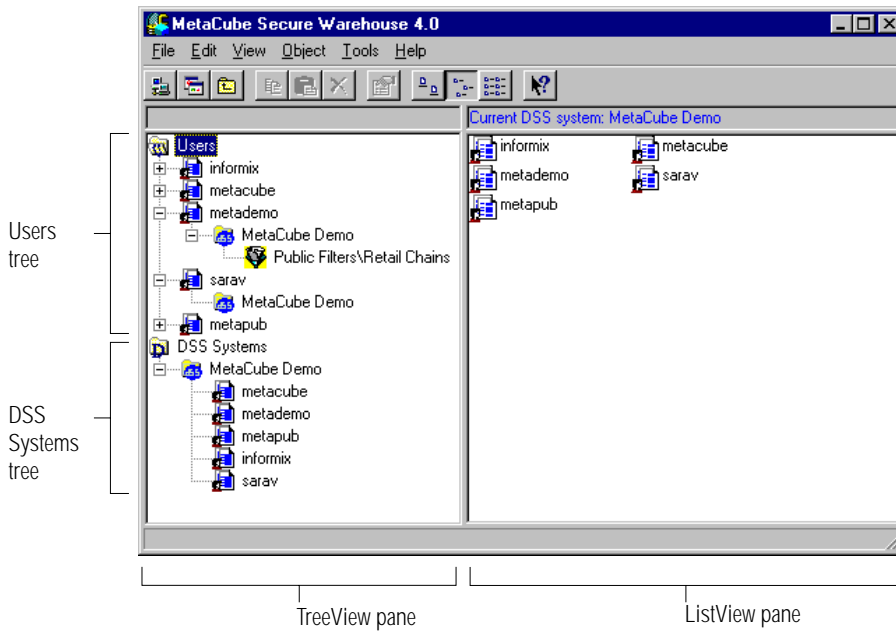 MetaCube Secure Warehouse 4.0
File Edit View Object Tools Help
Current DSS system: MetaCube Demo
Users
informix
metacube
metademo
MetaCube Demo
Public Filters\Retail Chains
sarav
MetaCube Demo
metapub
DSS Systems
MetaCube Demo
metacube
metademo
metapub
informix
sarav
informix
metacube
metademo
sarav
metapub
Users
tree
DSS
Systems
tree
TreeView pane
ListView pane